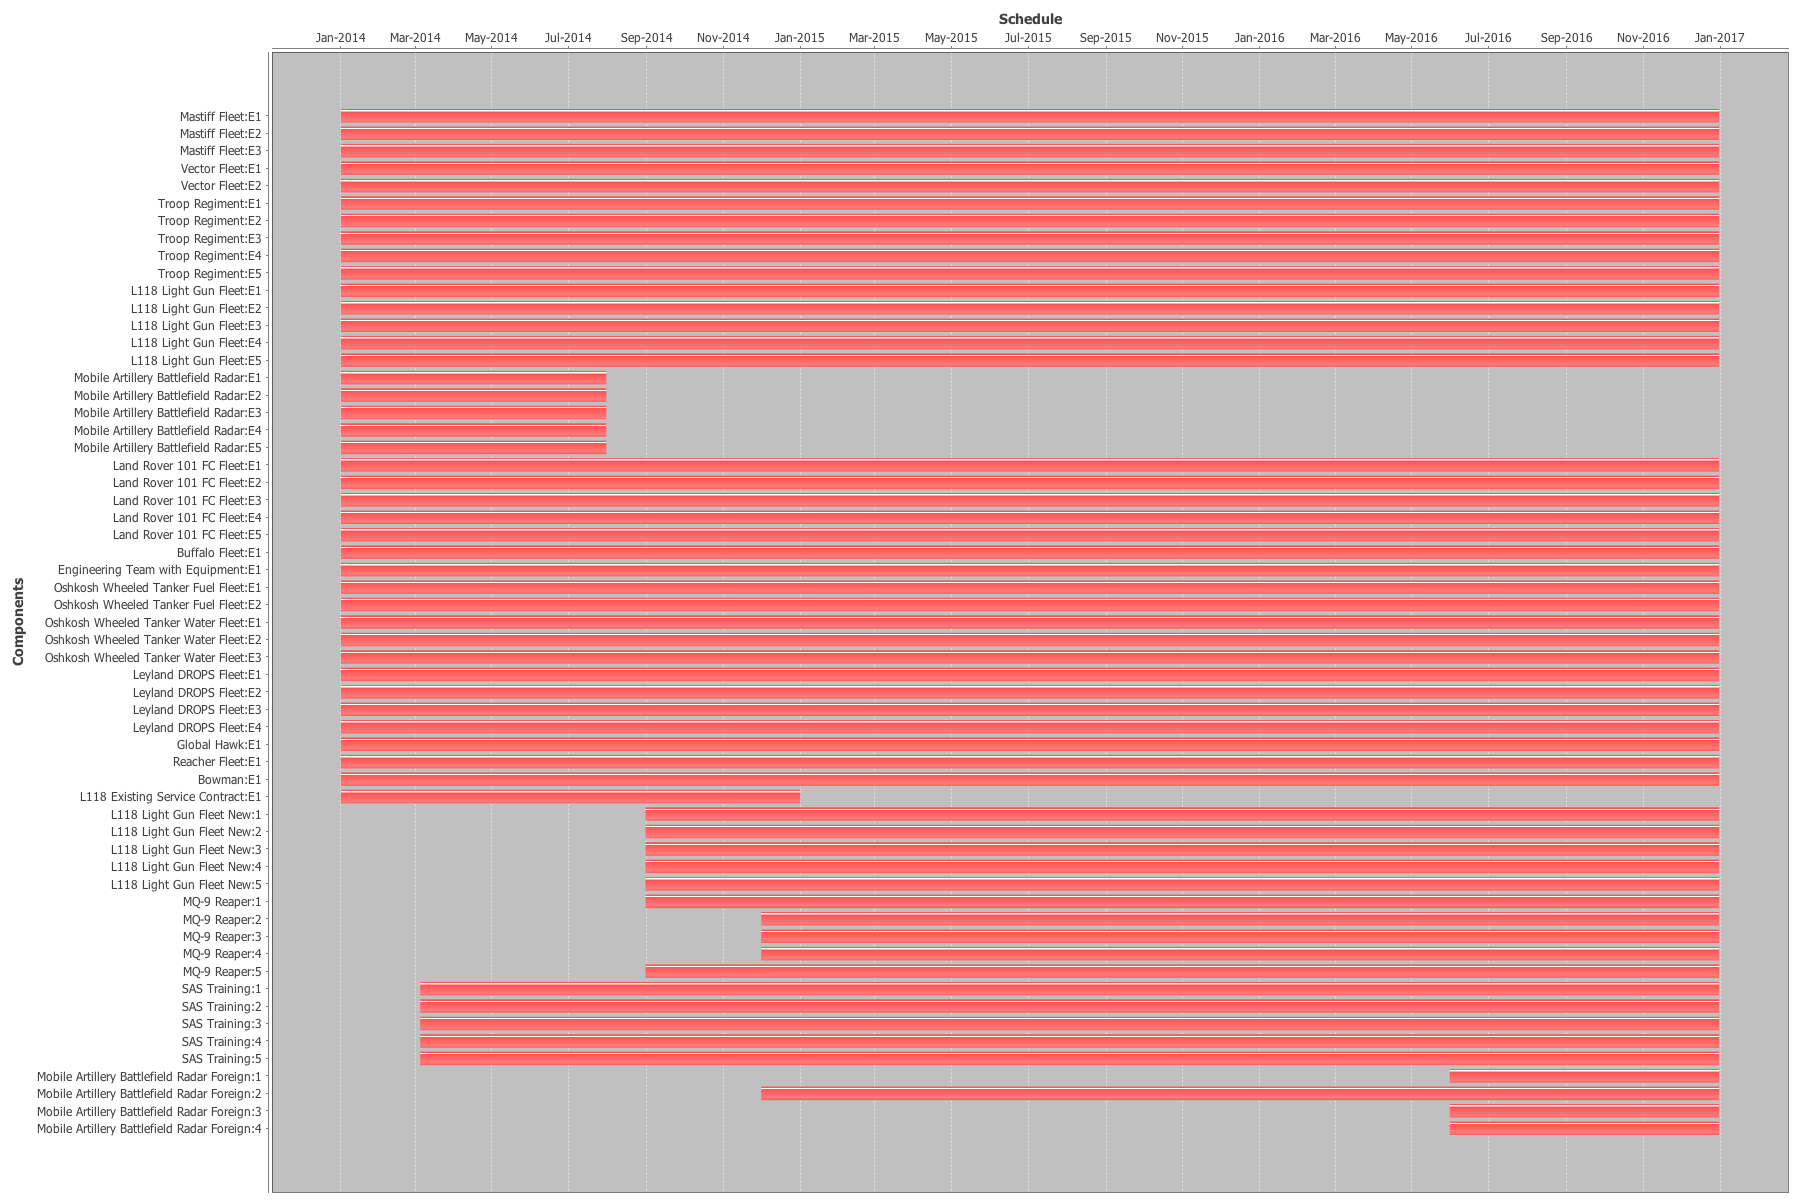 Schedule
Jan-2014 Mar-2014 May-2014 Jul-2014 Sep-2014 Nov-2014 Jan-2015 Mar-2015 May-2015 Jul-2015 Sep-2015 Nov-2015 Jan-2016 Mar-2016 May-2016 Jul-2016 Sep-2016 Nov-2016 Jan-2017
Components
Mastiff Fleet:E1
Mastiff Fleet:E2
Mastiff Fleet:E3
Vector Fleet:E1
Vector Fleet:E2
Troop Regiment:E1
Troop Regiment:E2
Troop Regiment:E3
Troop Regiment:E4
Troop Regiment:E5
L118 Light Gun Fleet:E1
L118 Light Gun Fleet:E2
L118 Light Gun Fleet:E3
L118 Light Gun Fleet:E4
L118 Light Gun Fleet:E5
Mobile Artillery Battlefield Radar:E1
Mobile Artillery Battlefield Radar:E2
Mobile Artillery Battlefield Radar:E3
Mobile Artillery Battlefield Radar:E4
Mobile Artillery Battlefield Radar:E5
Land Rover 101 FC Fleet:E1
Land Rover 101 FC Fleet:E2
Land Rover 101 FC Fleet:E3
Land Rover 101 FC Fleet:E4
Land Rover 101 FC Fleet:E5
Buffalo Fleet:E1
Engineering Team with Equipment:E1
Oshkosh Wheeled Tanker Fuel Fleet:E1
Oshkosh Wheeled Tanker Fuel Fleet:E2
Oshkosh Wheeled Tanker Water Fleet:E1
Oshkosh Wheeled Tanker Water Fleet:E2
Oshkosh Wheeled Tanker Water Fleet:E3
Leyland DROPS Fleet:E1
Leyland DROPS Fleet:E2
Leyland DROPS Fleet:E3
Leyland DROPS Fleet:E4
Global Hawk:E1
Reacher Fleet:E1
Bowman:E1
L118 Existing Service Contract:E1
L118 Light Gun Fleet New:1
L118 Light Gun Fleet New:2
L118 Light Gun Fleet New:3
L118 Light Gun Fleet New:4
L118 Light Gun Fleet New:5
MQ-9 Reaper:1
MQ-9 Reaper:2
MQ-9 Reaper:3
MQ-9 Reaper:4
MQ-9 Reaper:5
SAS Training:1
SAS Training:2
SAS Training:3
SAS Training:4
SAS Training:5
Mobile Artillery Battlefield Radar Foreign:1
Mobile Artillery Battlefield Radar Foreign:2
Mobile Artillery Battlefield Radar Foreign:3
Mobile Artillery Battlefield Radar Foreign:4